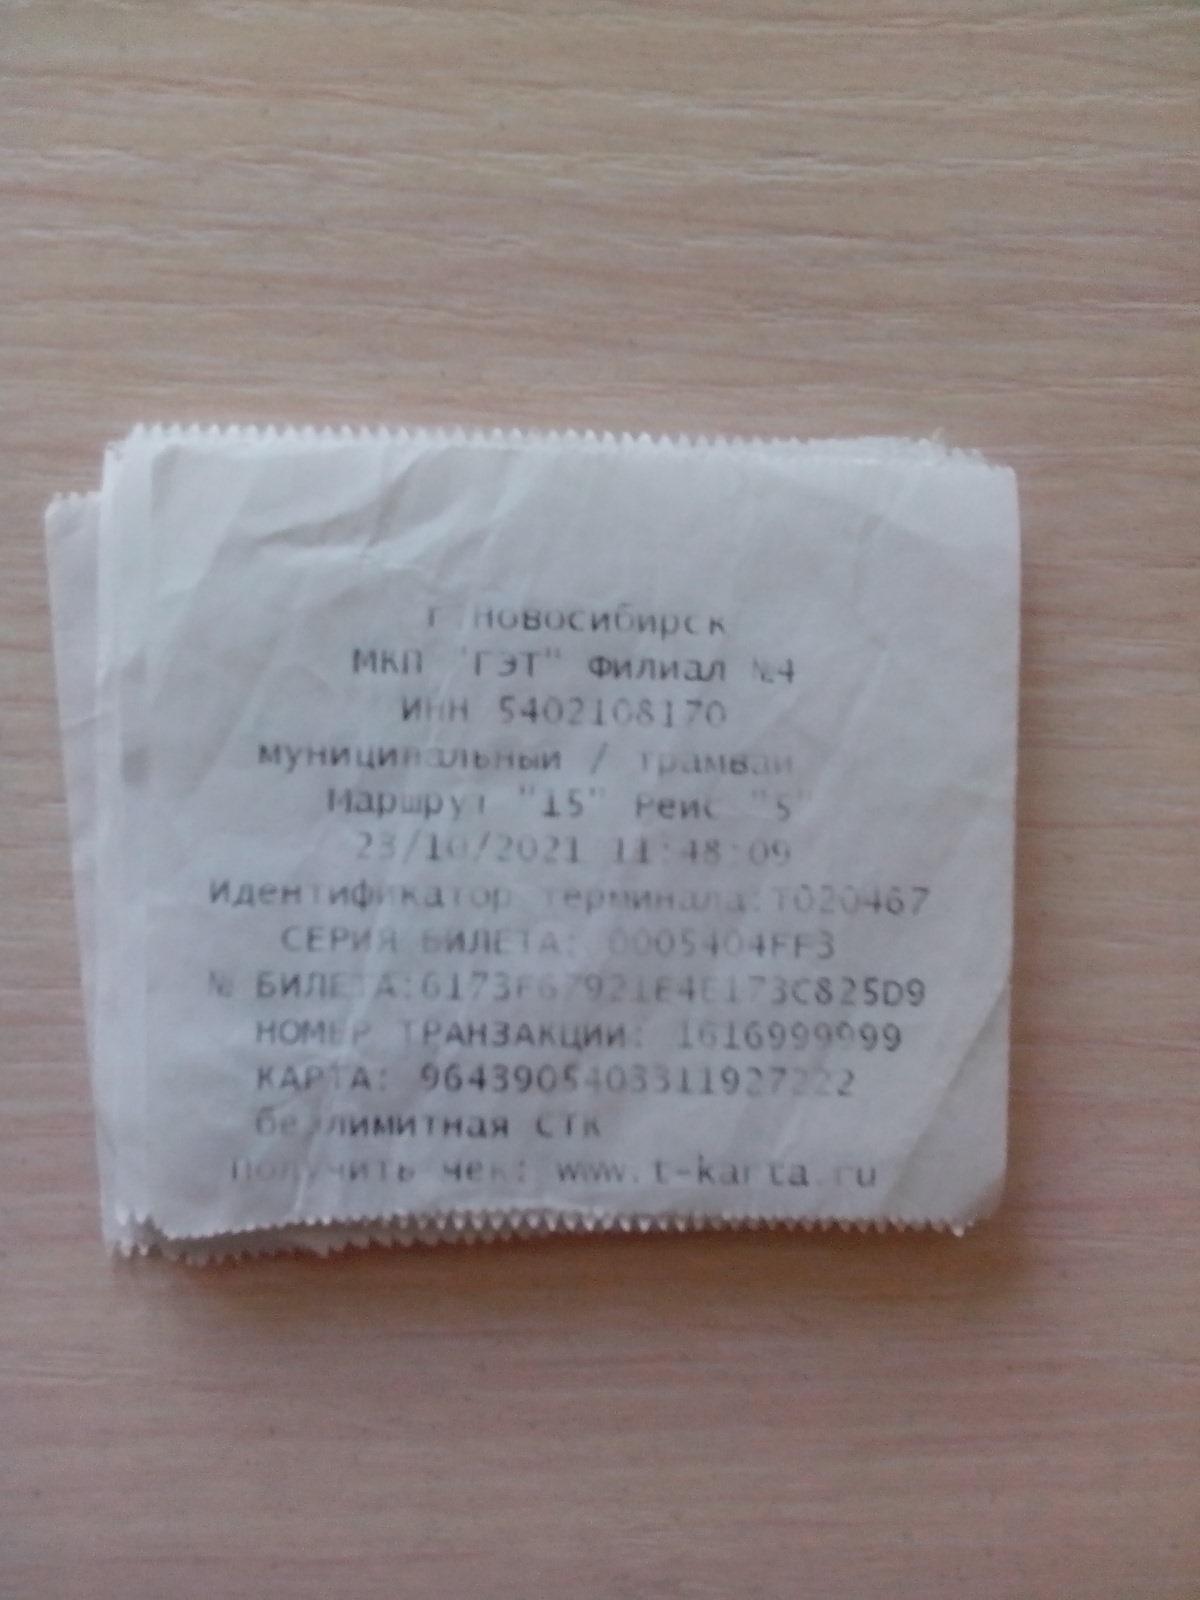 г Новосибирск
МКП "ГЭТ" Филиал №4
ИНН 5402108170
муниципальный / трамвай
Маршрут "15" Рейс "5"
23/10/2021 11:48:09
Идентификатор терминала:T020467
СЕРИЯ БИЛЕТА: 0005404FF3
№ БИЛЕТА:6173F67921E4E173C825D9
НОМЕР ТРАНЗАКЦИИ: 1616999999
КАРТА: 9643905403311927222
безлимитная СТК
Получить чек: www.t-karta.ru